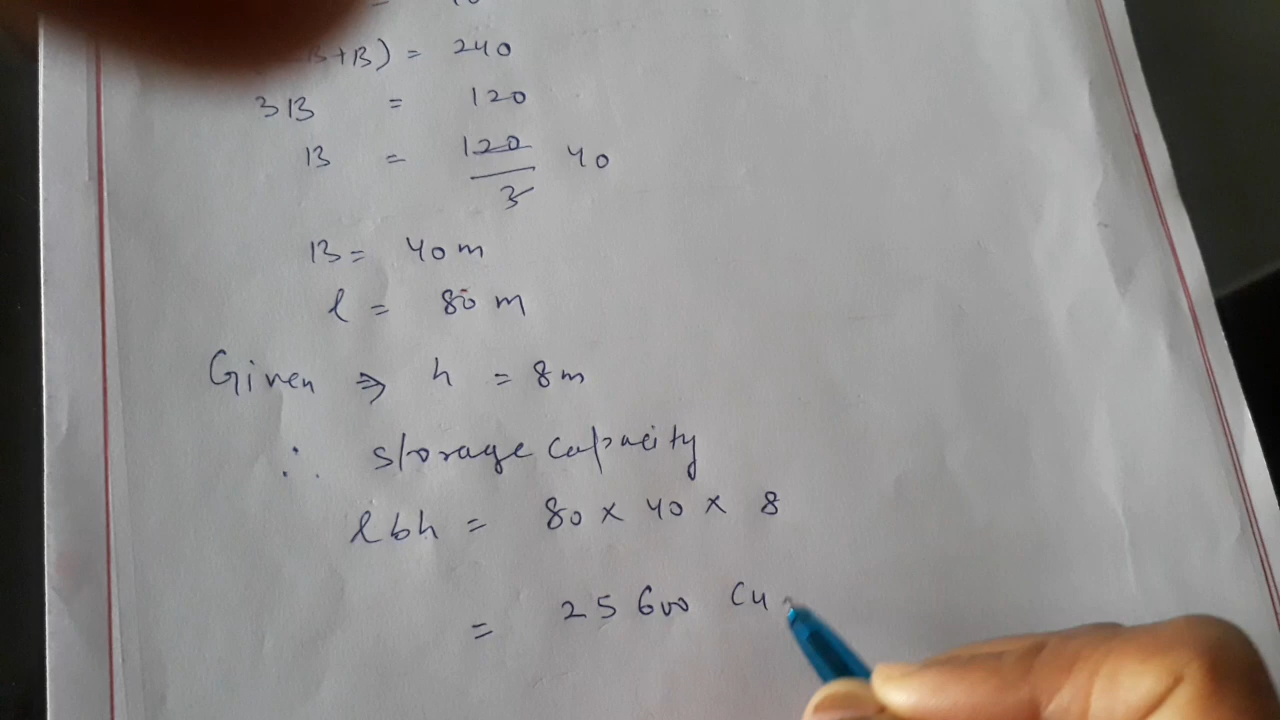 +B) = 240
3B = 120
B = 120/3 40
B = 40m
l = 80 m
Given ⇒ h = 8m
∴ storage capacity
lbh = 80 × 40 × 8
= 25600 cu